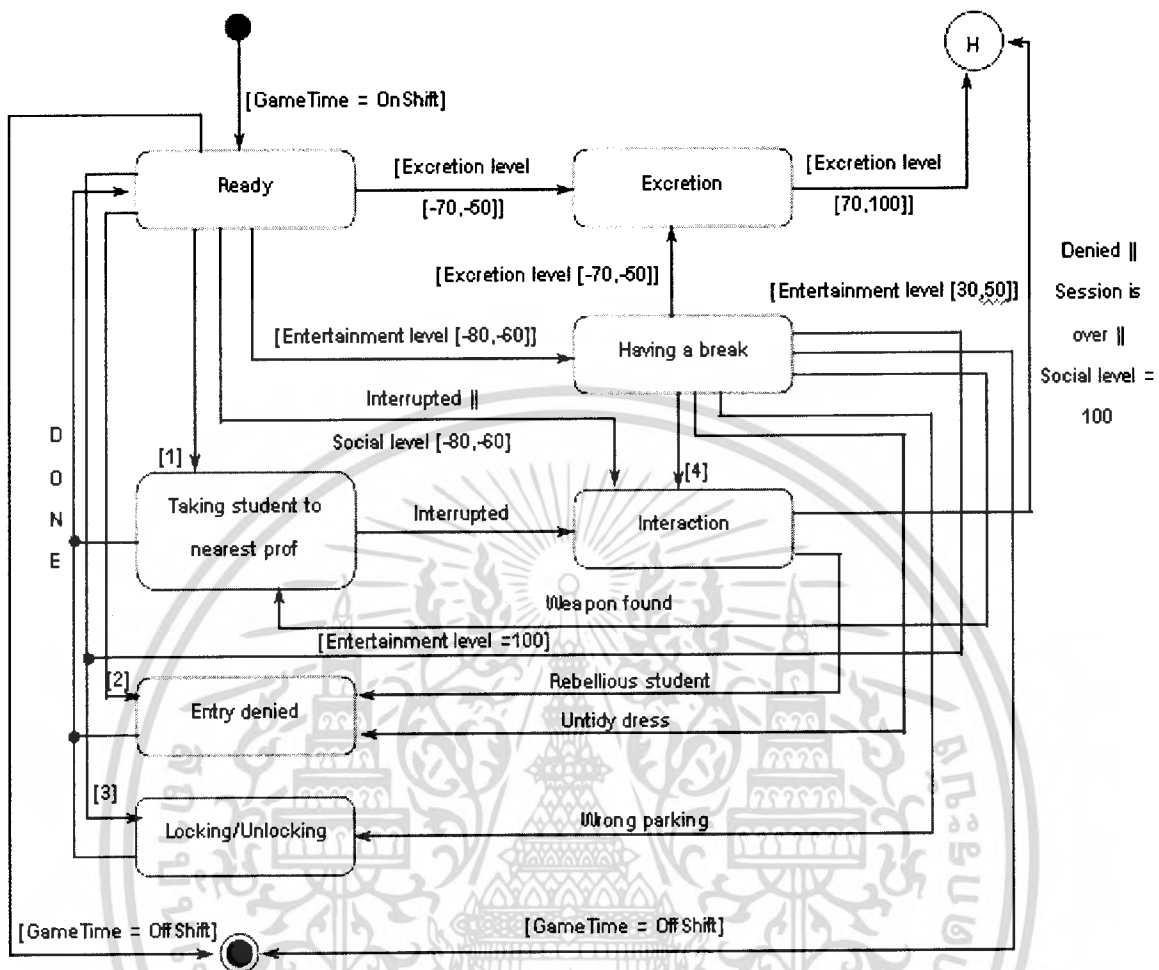 H
[GameTime = OnShift]
Ready
[Excretion level
[-70,-50]]
Excretion
[Excretion level
[70,100]]
[Excretion level [-70,-50]]
[Entertainment level [30,50]]
Denied ||
Session is
over ||
Social level =
100
[Entertainment level [-80,-60]]
Having a break
Interrupted ||
Social level [-80,-60]
D
O
N
E
[1]
[4]
Taking student to
nearest prof
Interrupted
Interaction
Weapon found
[Entertainment level =100]
[2]
Entry denied
Rebellious student
Untidy dress
[3]
Locking/Unlocking
Wrong parking
[GameTime = OffShift]
[GameTime = OffShift]